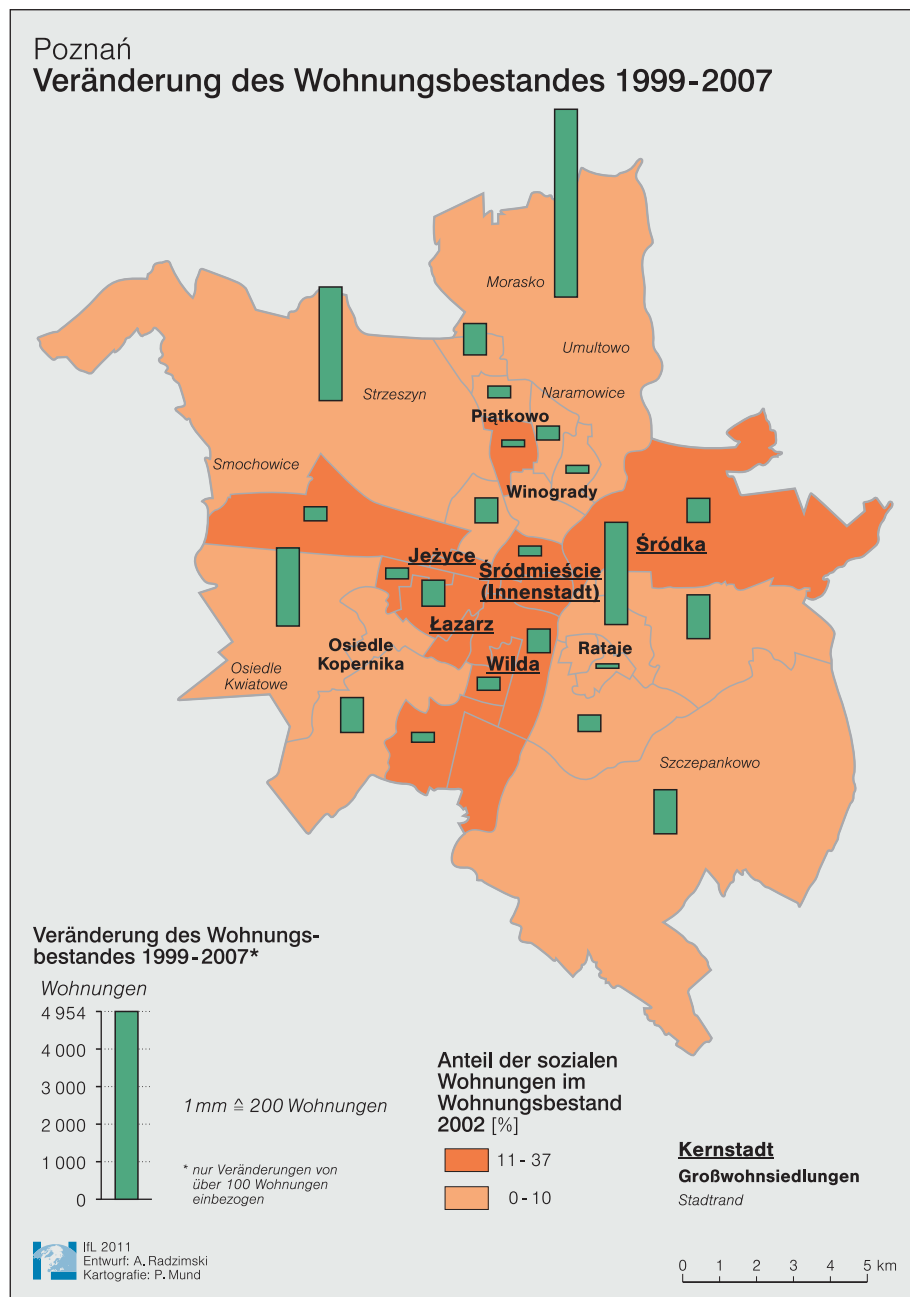 Poznań
Veränderung des Wohnungsbestandes 1999-2007
Morasko
Umultowo
Strzeszyn
Naramowice
Piątkowo
Smochowice
Winogrady
Śródka
Jeżyce
Śródmieście
(Innenstadt)
Łazarz
Osiedle
Kopernika
Wilda
Rataje
Osiedle
Kwiatowe
Szczepankowo
Veränderung des Wohnungs-
bestandes 1999-2007*
Wohnungen
4 954
4 000
3 000
2 000
1 000
0
1 mm ≙ 200 Wohnungen
* nur Veränderungen von
über 100 Wohnungen
einbezogen
Anteil der sozialen
Wohnungen im
Wohnungsbestand
2002 [%]
11 - 37
0 - 10
Kernstadt
Großwohnsiedlungen
Stadtrand
IfL 2011
Entwurf: A. Radzimski
Kartografie: P. Mund
0 1 2 3 4 5 km